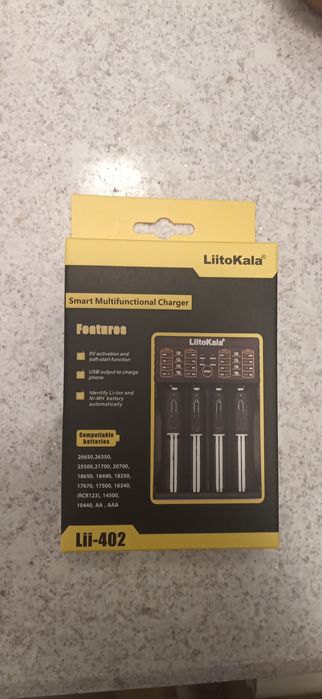 LiitoKala®
Smart Multifunctional Charger
Features
0V activation and
soft-start function
USB output to charge
phone
Identify Li-ion and
Ni-MH battery
automatically
Compatiable
batteries
26650,26350,
25500,21700, 20700,
18650, 18490, 18350,
17670, 17500, 16340,
(RCR123), 14500,
10440, AA , AAA
LiitoKala
Lii-402